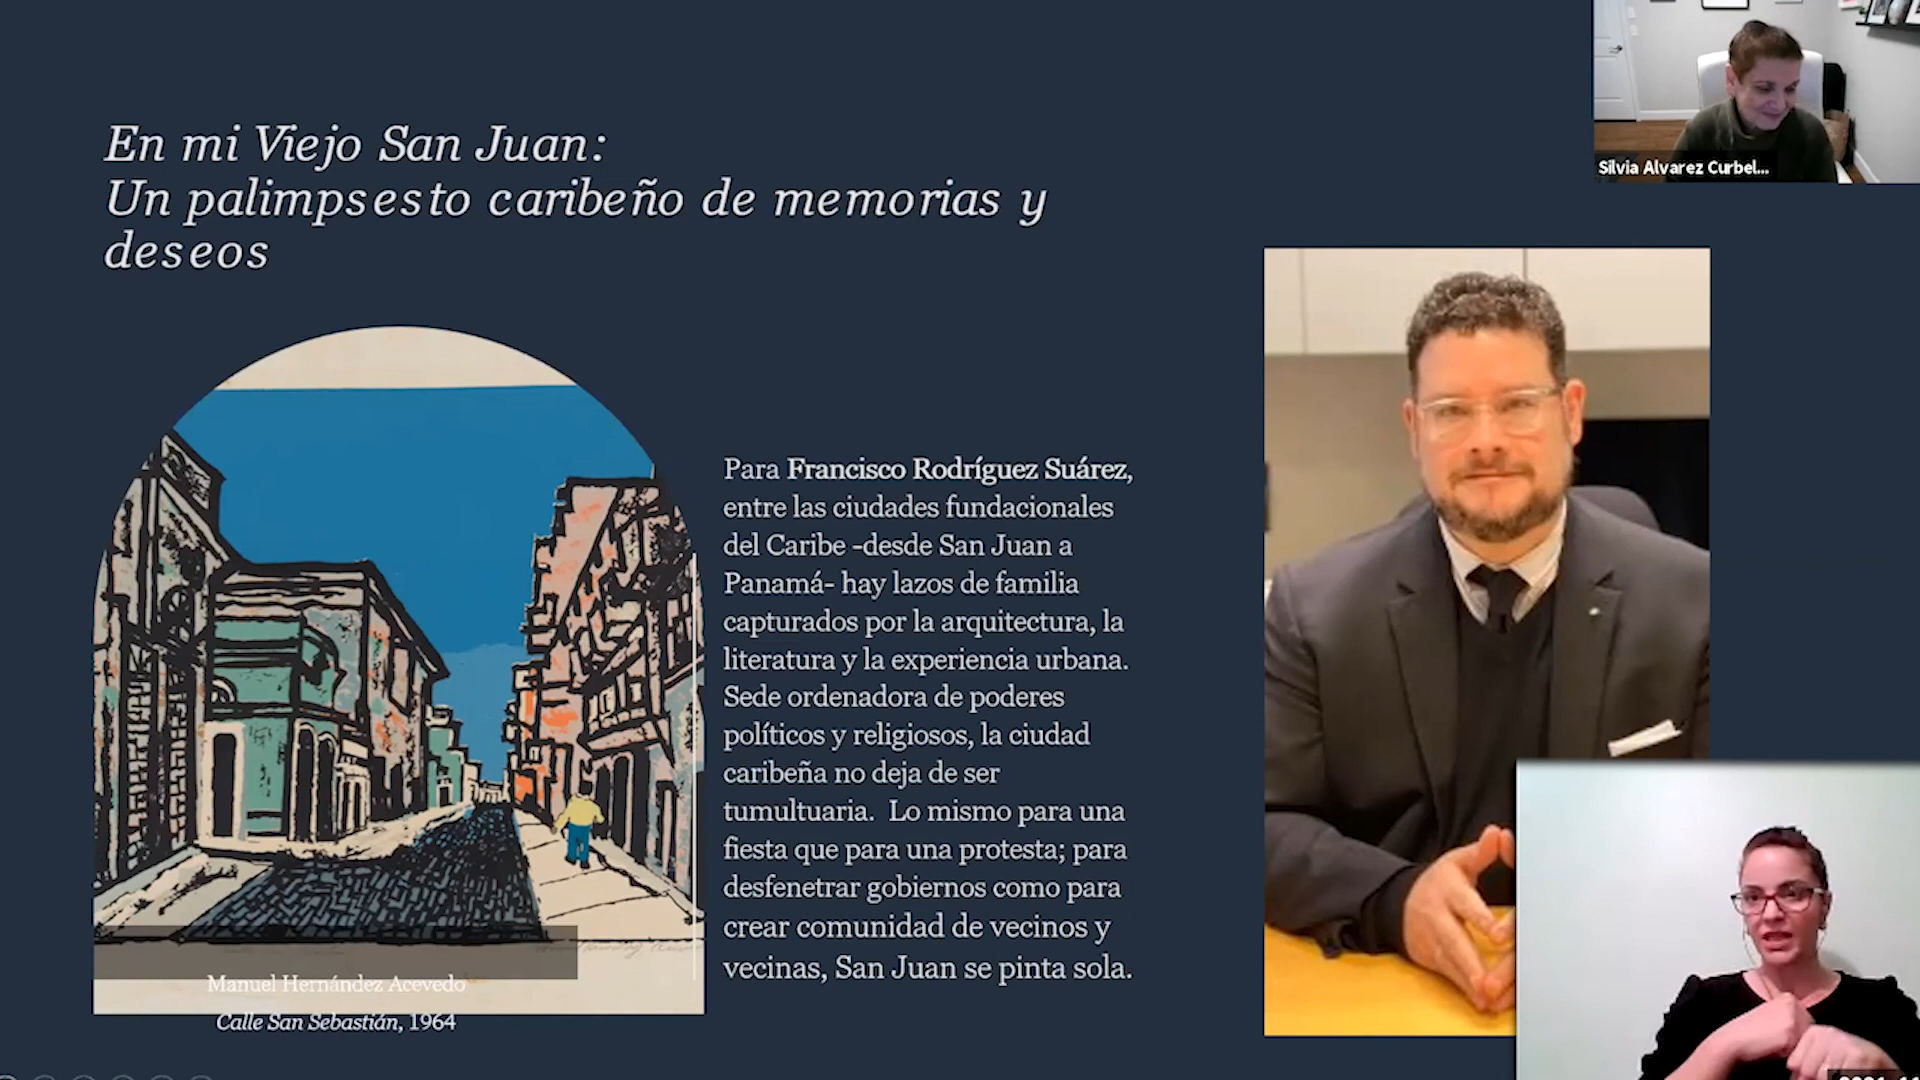 En mi Viejo San Juan:
Un palimpsesto caribeño de memorias y
deseos
Silvia Alvarez Curbel...
Para Francisco Rodríguez Suárez,
entre las ciudades fundacionales
del Caribe -desde San Juan a
Panamá- hay lazos de familia
capturados por la arquitectura, la
literatura y la experiencia urbana.
Sede ordenadora de poderes
políticos y religiosos, la ciudad
caribeña no deja de ser
tumultuaria.  Lo mismo para una
fiesta que para una protesta; para
desfenetrar gobiernos como para
crear comunidad de vecinos y
vecinas, San Juan se pinta sola.
Manuel Hernández Acevedo
Calle San Sebastián, 1964